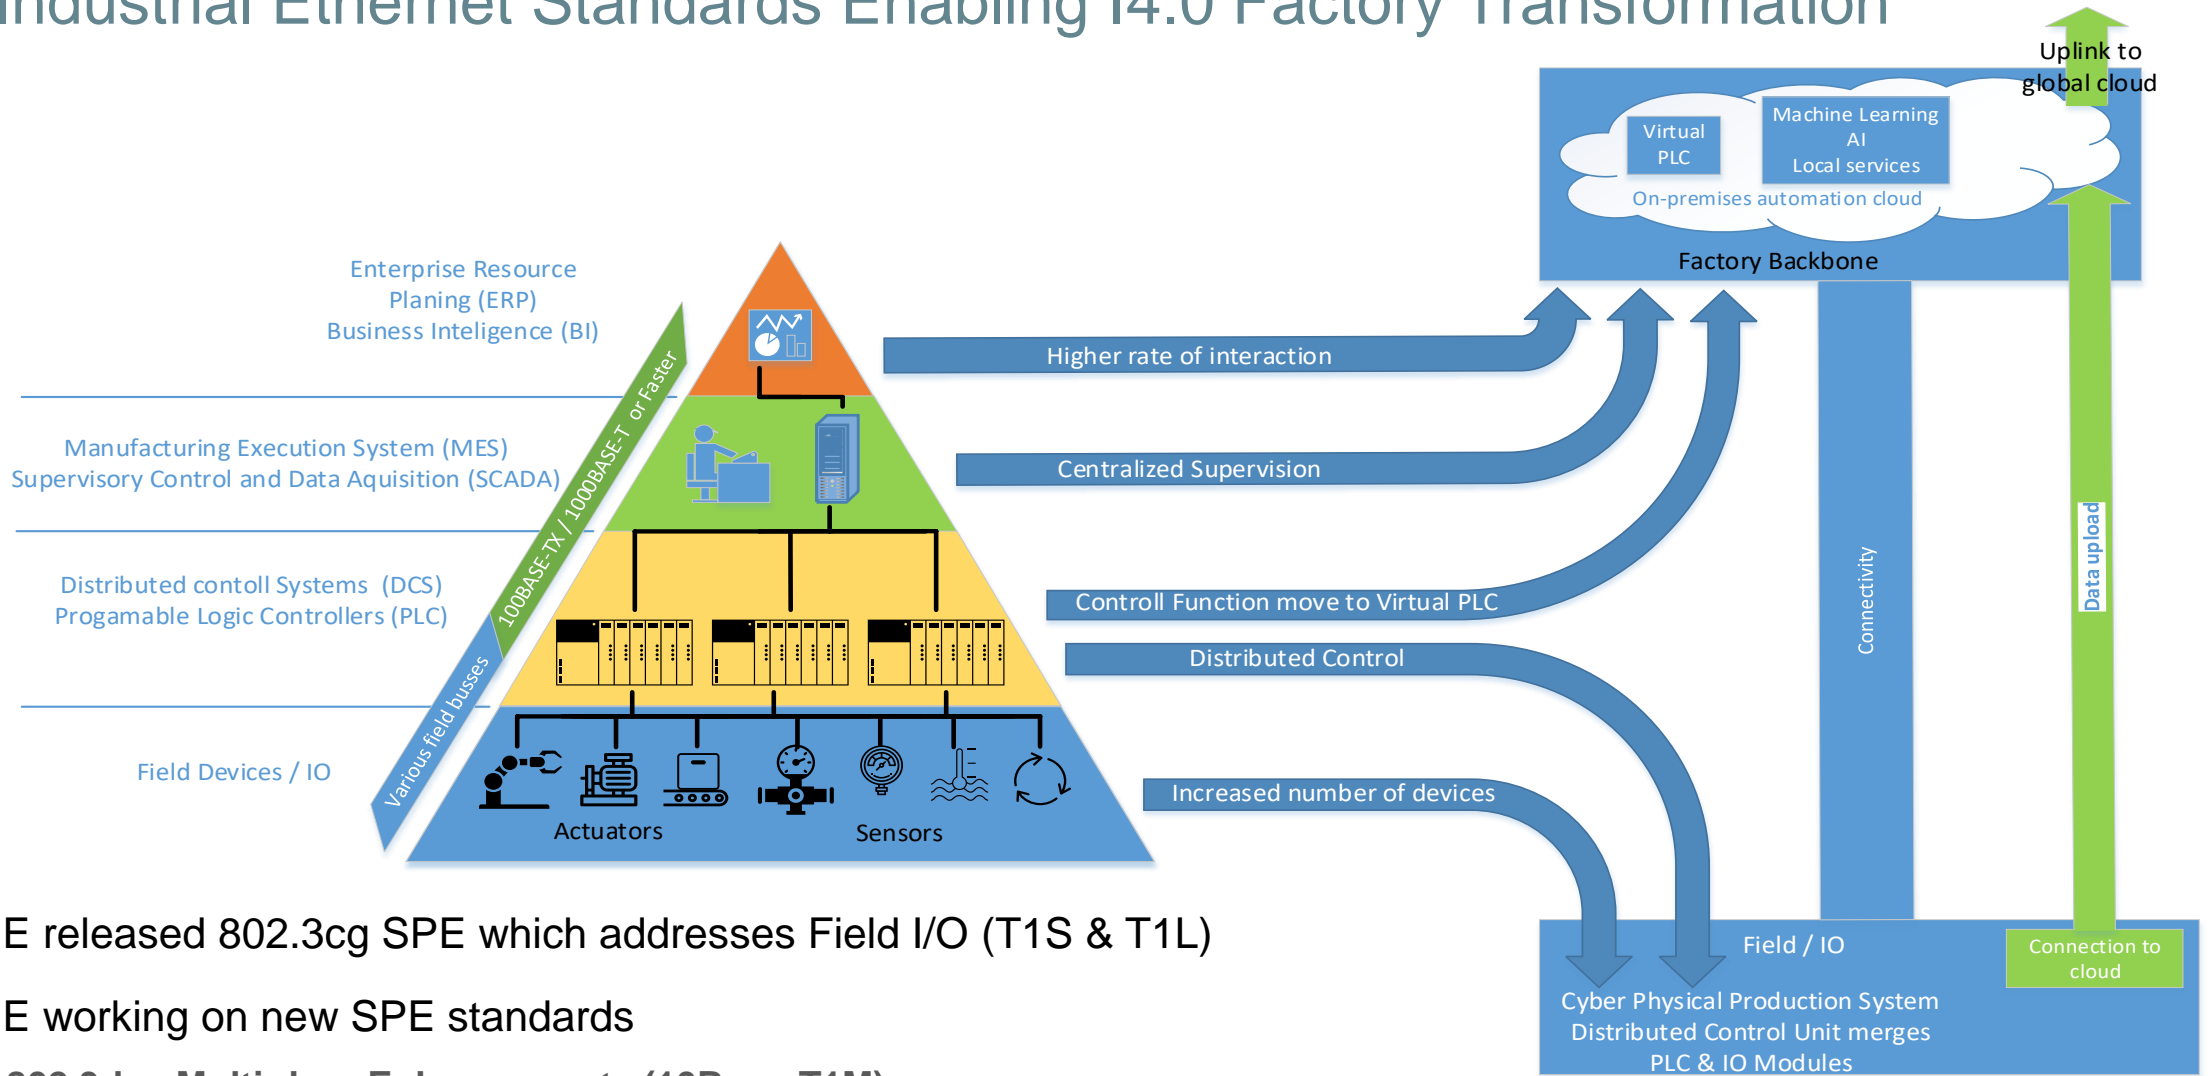 Industrial Ethernet Standards Enabling I4.0 Factory Transformation
Uplink to
global cloud
Virtual
PLC
Machine Learning
AI
Local services
On-premises automation cloud
Factory Backbone
Enterprise Resource
Planing (ERP)
Business Inteligence (BI)
Manufacturing Execution System (MES)
Supervisory Control and Data Aquisition (SCADA)
Distributed contoll Systems (DCS)
Progamable Logic Controllers (PLC)
Field Devices / IO
100BASE-TX / 1000BASE-T or Faster
Various field busses
Actuators
Sensors
Higher rate of interaction
Centralized Supervision
Controll Function move to Virtual PLC
Distributed Control
Increased number of devices
Connectivity
Data upload
Field / IO
Connection to
cloud
Cyber Physical Production System
Distributed Control Unit merges
PLC & IO Modules
E released 802.3cg SPE which addresses Field I/O (T1S & T1L)
E working on new SPE standards